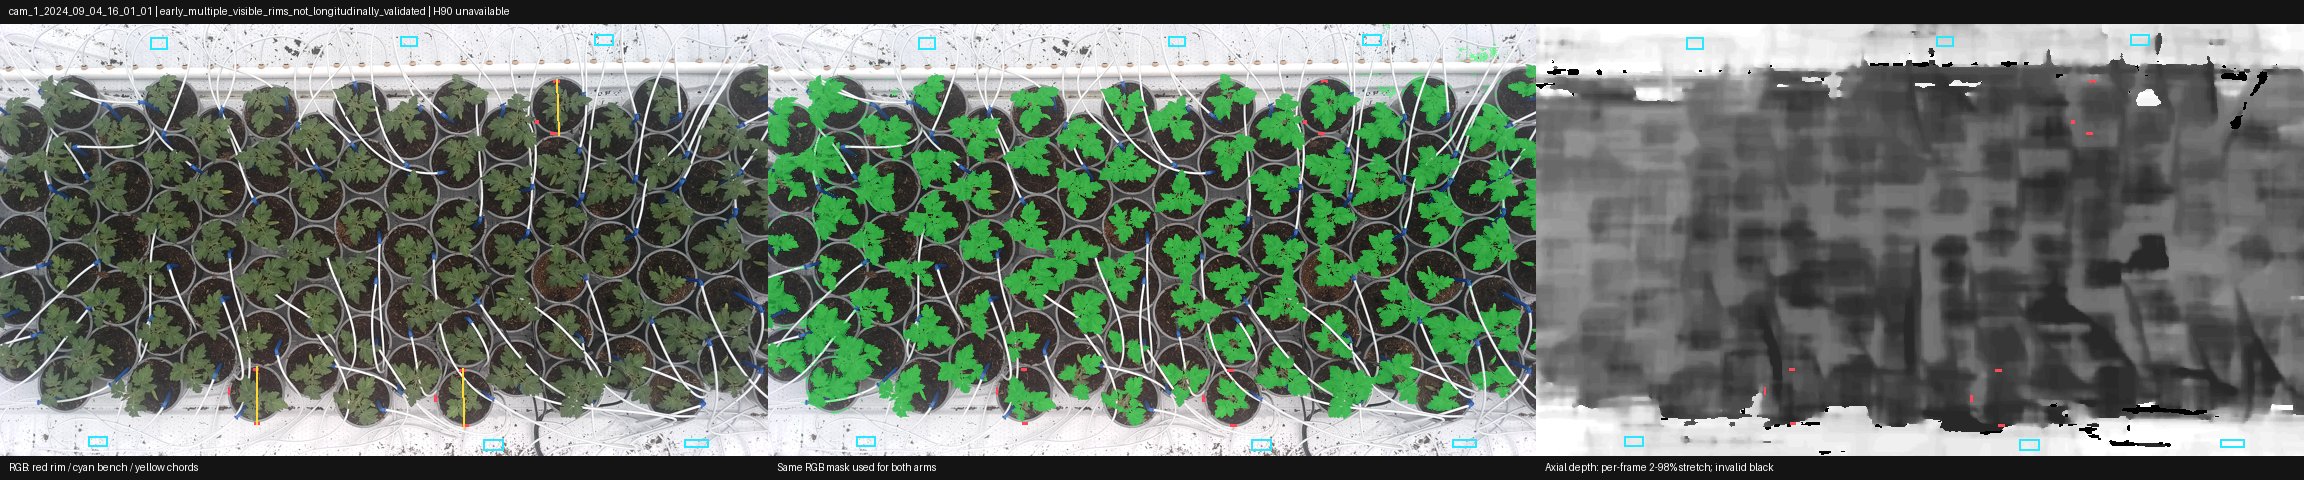 cam_1_2024_09_04_16_01_01 | early_multiple_visible_rims_not_longitudinally_validated | H90 unavailable
RGB: red rim / cyan bench / yellow chords
Same RGB mask used for both arms
Axial depth: per-frame 2-98% stretch; invalid black